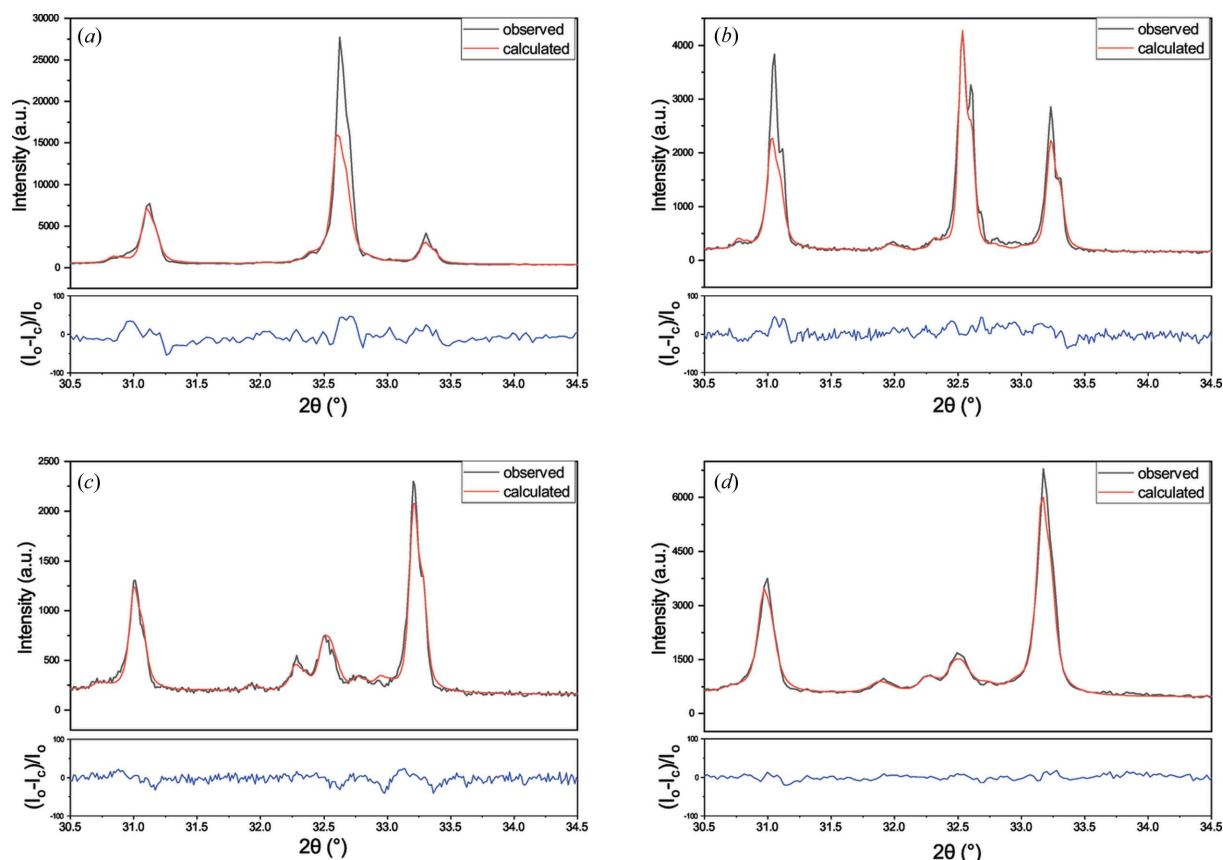 (a)
observed
calculated
Intensity (a.u.)
30000
25000
20000
15000
10000
5000
0
(Io-Ic)/Io
100
0
-100
30.5 31.0 31.5 32.0 32.5 33.0 33.5 34.0 34.5
2θ (°)
(b)
observed
calculated
Intensity (a.u.)
4000
3000
2000
1000
0
(Io-Ic)/Io
100
0
-100
30.5 31.0 31.5 32.0 32.5 33.0 33.5 34.0 34.5
2θ (°)
(c)
observed
calculated
Intensity (a.u.)
2500
2000
1500
1000
500
0
(Io-Ic)/Io
100
0
-100
30.5 31.0 31.5 32.0 32.5 33.0 33.5 34.0 34.5
2θ (°)
(d)
observed
calculated
Intensity (a.u.)
6000
4500
3000
1500
0
(Io-Ic)/Io
100
0
-100
30.5 31.0 31.5 32.0 32.5 33.0 33.5 34.0 34.5
2θ (°)